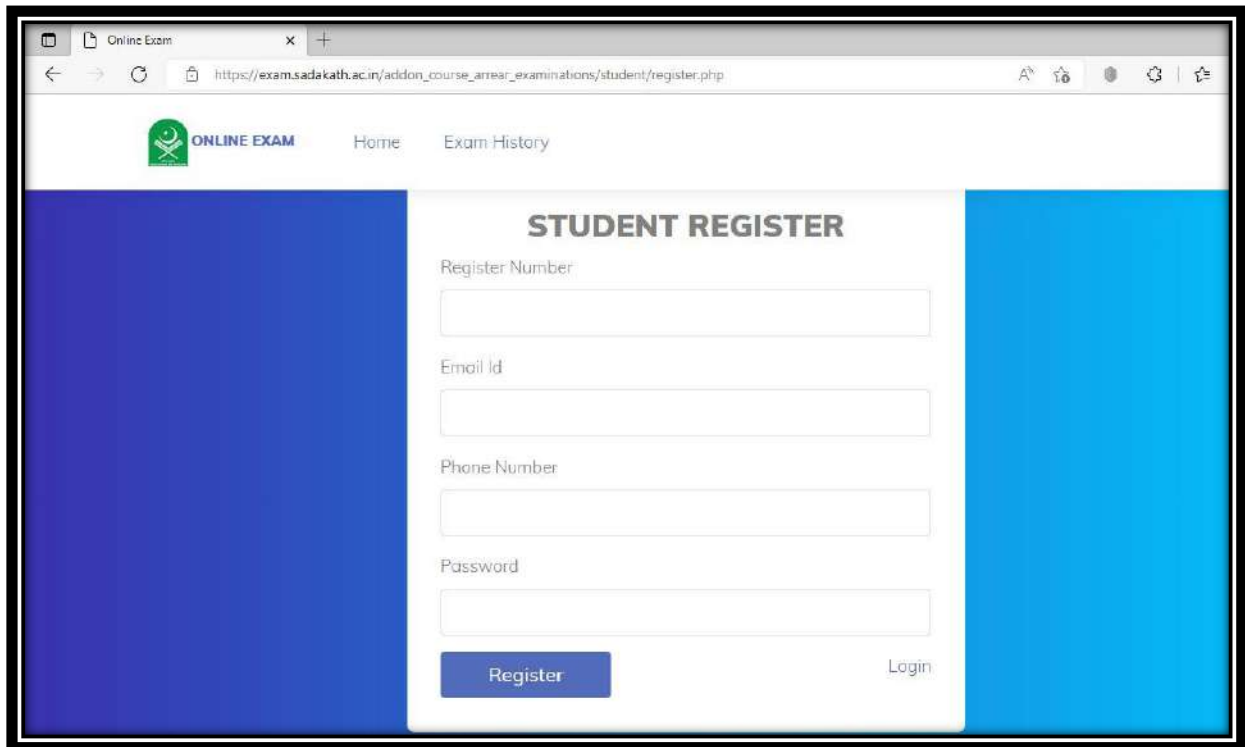 Online Exam
https://exam.sadakath.ac.in/addon_course_arrear_examinations/student/register.php
ONLINE EXAM Home Exam History
STUDENT REGISTER
Register Number
Email Id
Phone Number
Password
Register Login